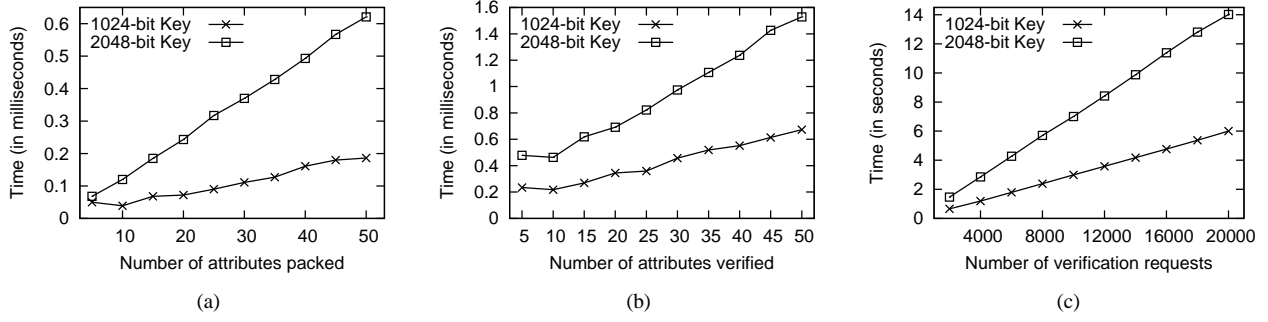 0
0.1
0.2
0.3
0.4
0.5
0.6
10
20
30
40
50
Time (in milliseconds)
Number of attributes packed
1024-bit Key
2048-bit Key
(a)
0
0.2
0.4
0.6
0.8
1
1.2
1.4
1.6
5
10
15
20
25
30
35
40
45
50
Time (in milliseconds)
Number of attributes verified
1024-bit Key
2048-bit Key
(b)
0
2
4
6
8
10
12
14
4000
8000
12000
16000
20000
Time (in seconds)
Number of verification requests
1024-bit Key
2048-bit Key
(c)